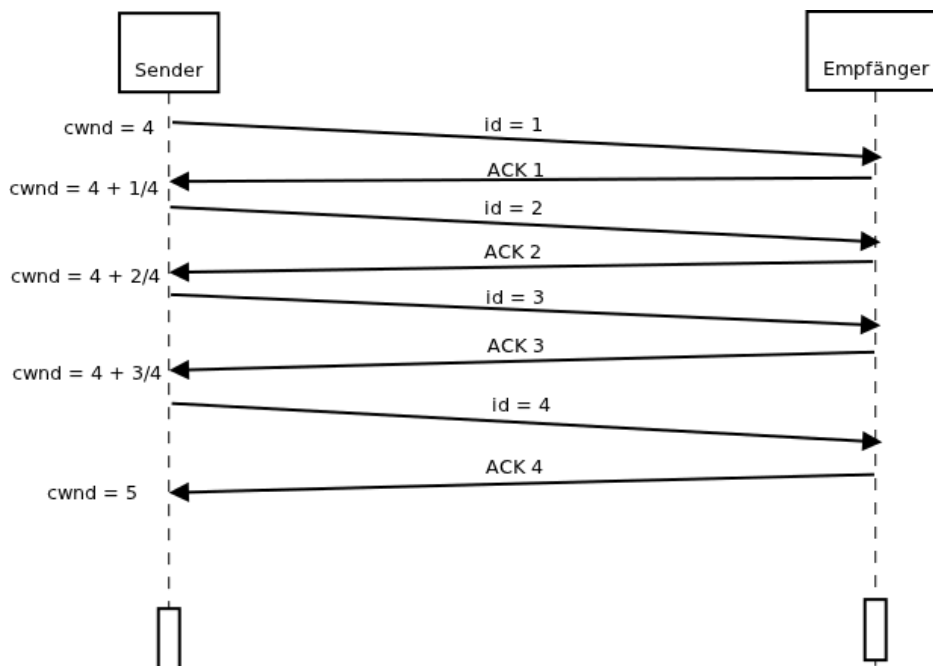 Sender
Empfänger
cwnd = 4
id = 1
ACK 1
cwnd = 4 + 1/4
id = 2
ACK 2
cwnd = 4 + 2/4
id = 3
ACK 3
cwnd = 4 + 3/4
id = 4
ACK 4
cwnd = 5